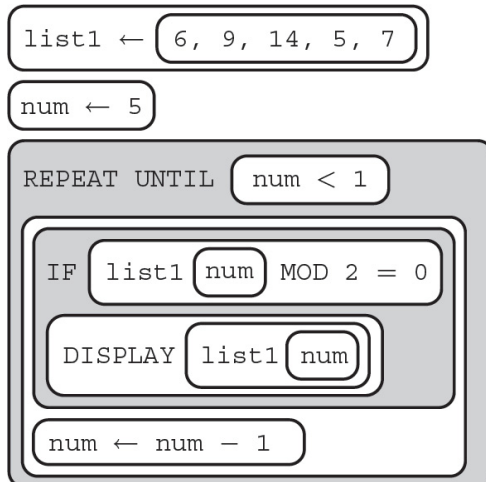 list1 ← 6, 9, 14, 5, 7
num ← 5
REPEAT UNTIL num < 1
IF list1 num MOD 2 = 0
DISPLAY list1 num
num ← num − 1